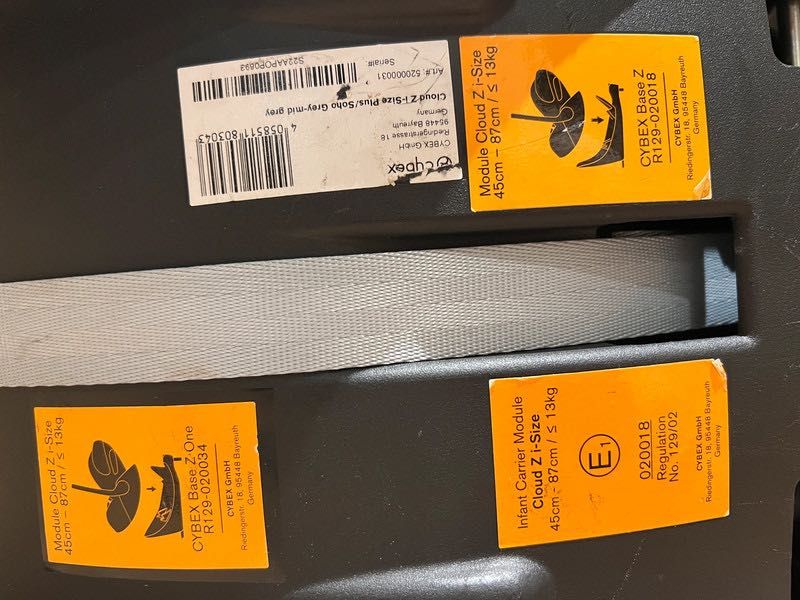 cybex
CYBEX GmbH
Riedingerstrasse 18
95448 Bayreuth
Germany
Cloud Z i-Size Plus/Soho Grey-mid grey
Art.#: 520000031
Serial#:
4 058511 803043
Module Cloud Z i-Size
45cm – 87cm / ≤ 13kg
CYBEX Base Z
R129-020018
CYBEX GmbH
Riedingerstr. 18, 95448 Bayreuth
Germany
Module Cloud Z i-Size
45cm – 87cm / ≤ 13kg
CYBEX Base Z One
R129-020034
CYBEX GmbH
Riedingerstr. 18, 95448 Bayreuth
Germany
Infant Carrier Module
Cloud Z i-Size
45cm – 87cm / ≤ 13kg
E1
020018
Regulation
No. 129/02
CYBEX GmbH
Riedingerstr. 18, 95448 Bayreuth
Germany